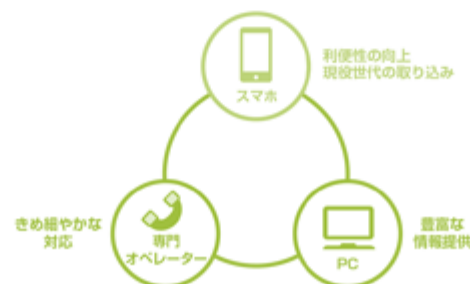 利便性の向上
現役世代の取り込み
スマホ
きめ細やかな
対応
専門
オペレーター
PC
豊富な
情報提供